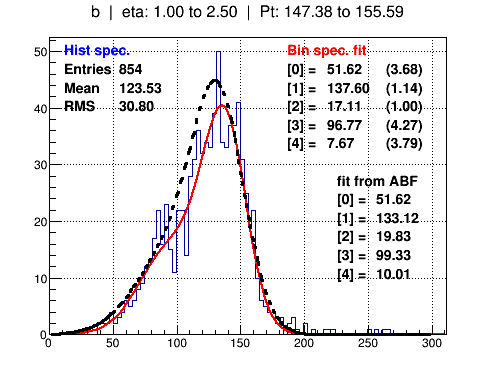 b | eta: 1.00 to 2.50 | Pt: 147.38 to 155.59
Hist spec.
Entries 854
Mean 123.53
RMS 30.80
Bin spec. fit
[0] = 51.62 (3.68)
[1] = 137.60 (1.14)
[2] = 17.11 (1.00)
[3] = 96.77 (4.27)
[4] = 7.67 (3.79)
fit from ABF
[0] = 51.62
[1] = 133.12
[2] = 19.83
[3] = 99.33
[4] = 10.01
50
40
30
20
10
0
0 50 100 150 200 250 300